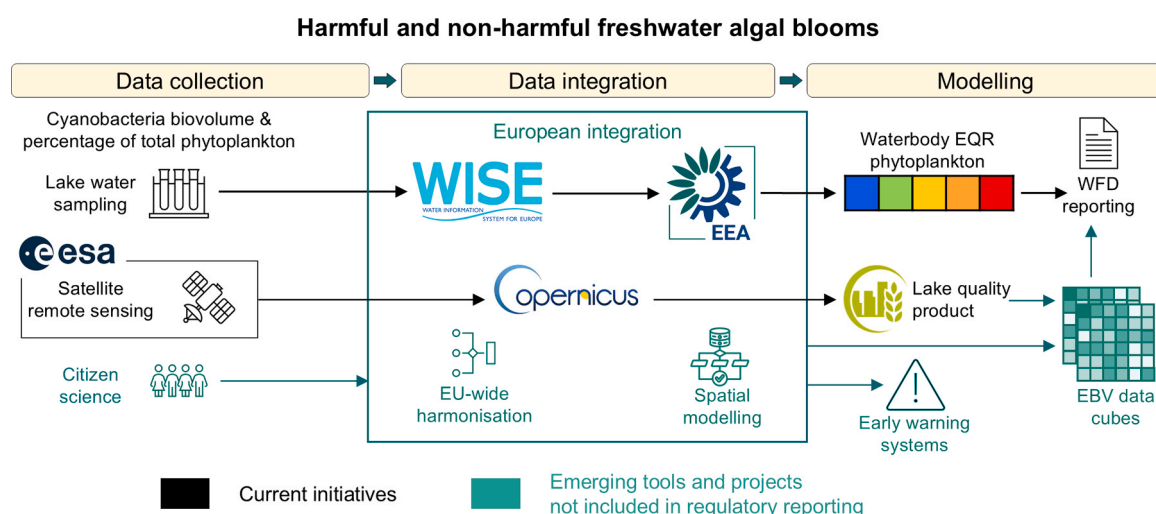 Harmful and non-harmful freshwater algal blooms
Data collection
Data integration
Modelling
Cyanobacteria biovolume &
percentage of total phytoplankton
Lake water
sampling
esa
Satellite
remote sensing
Citizen
science
European integration
WISE
WATER INFORMATION
SYSTEM FOR EUROPE
EEA
Copernicus
EU-wide
harmonisation
Spatial
modelling
Waterbody EQR
phytoplankton
WFD
reporting
Lake quality
product
Early warning
systems
EBV data
cubes
Current initiatives
Emerging tools and projects
not included in regulatory reporting